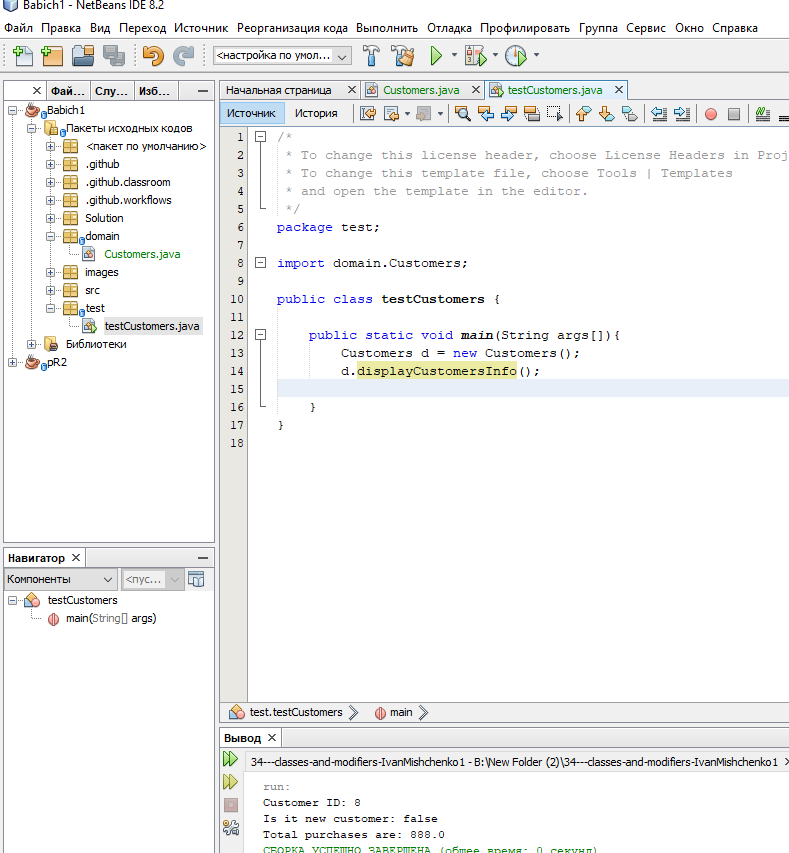 Babich1 - NetBeans IDE 8.2
Файл Правка Вид Переход Источник Реорганизация кода Выполнить Отладка Профилировать Группа Сервис Окно Справка
<настройка по умол...
Фай... Слу... Изб...
Babich1
Пакеты исходных кодов
<пакет по умолчанию>
.github
.github.classroom
.github.workflows
Solution
domain
Customers.java
images
src
test
testCustomers.java
Библиотеки
pR2
Навигатор
Компоненты <пус...
testCustomers
main(String[] args)
Начальная страница Customers.java testCustomers.java
Источник История
1 /*
2 * To change this license header, choose License Headers in Proj
3 * To change this template file, choose Tools | Templates
4 * and open the template in the editor.
5 */
6 package test;
7
8 import domain.Customers;
9
10 public class testCustomers {
11
12 public static void main(String args[]){
13 Customers d = new Customers();
14 d.displayCustomersInfo();
15
16 }
17 }
18
test.testCustomers main
Вывод
34---classes-and-modifiers-IvanMishchenko1 - B:\New Folder (2)\34---classes-and-modifiers-IvanMishchenko1
run:
Customer ID: 8
Is it new customer: false
Total purchases are: 888.0
СБОРКА УСПЕШНО ЗАВЕРШЕНА (общее время: 0 секунд)